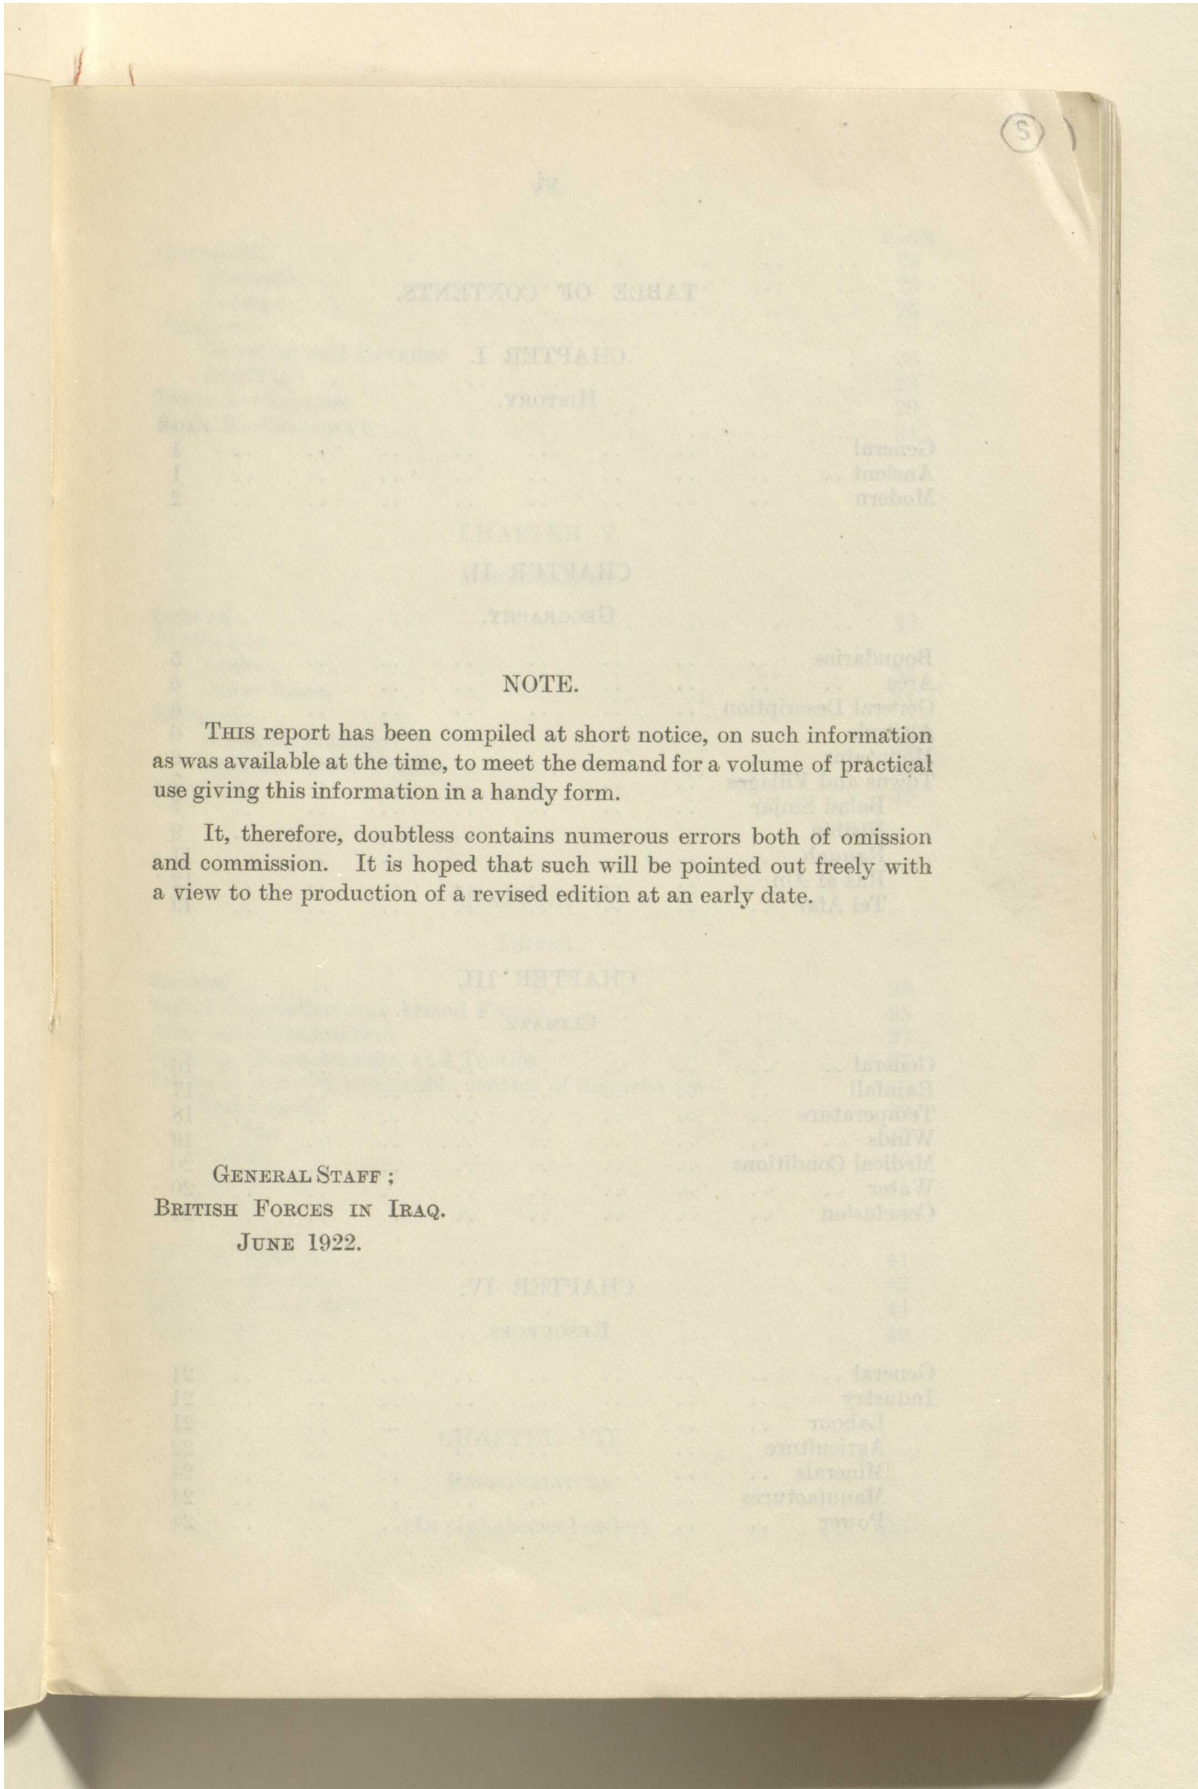 S
NOTE.
THIS report has been compiled at short notice, on such information
as was available at the time, to meet the demand for a volume of practical
use giving this information in a handy form.
It, therefore, doubtless contains numerous errors both of omission
and commission. It is hoped that such will be pointed out freely with
a view to the production of a revised edition at an early date.
GENERAL STAFF;
BRITISH FORCES IN IRAQ.
JUNE 1922.